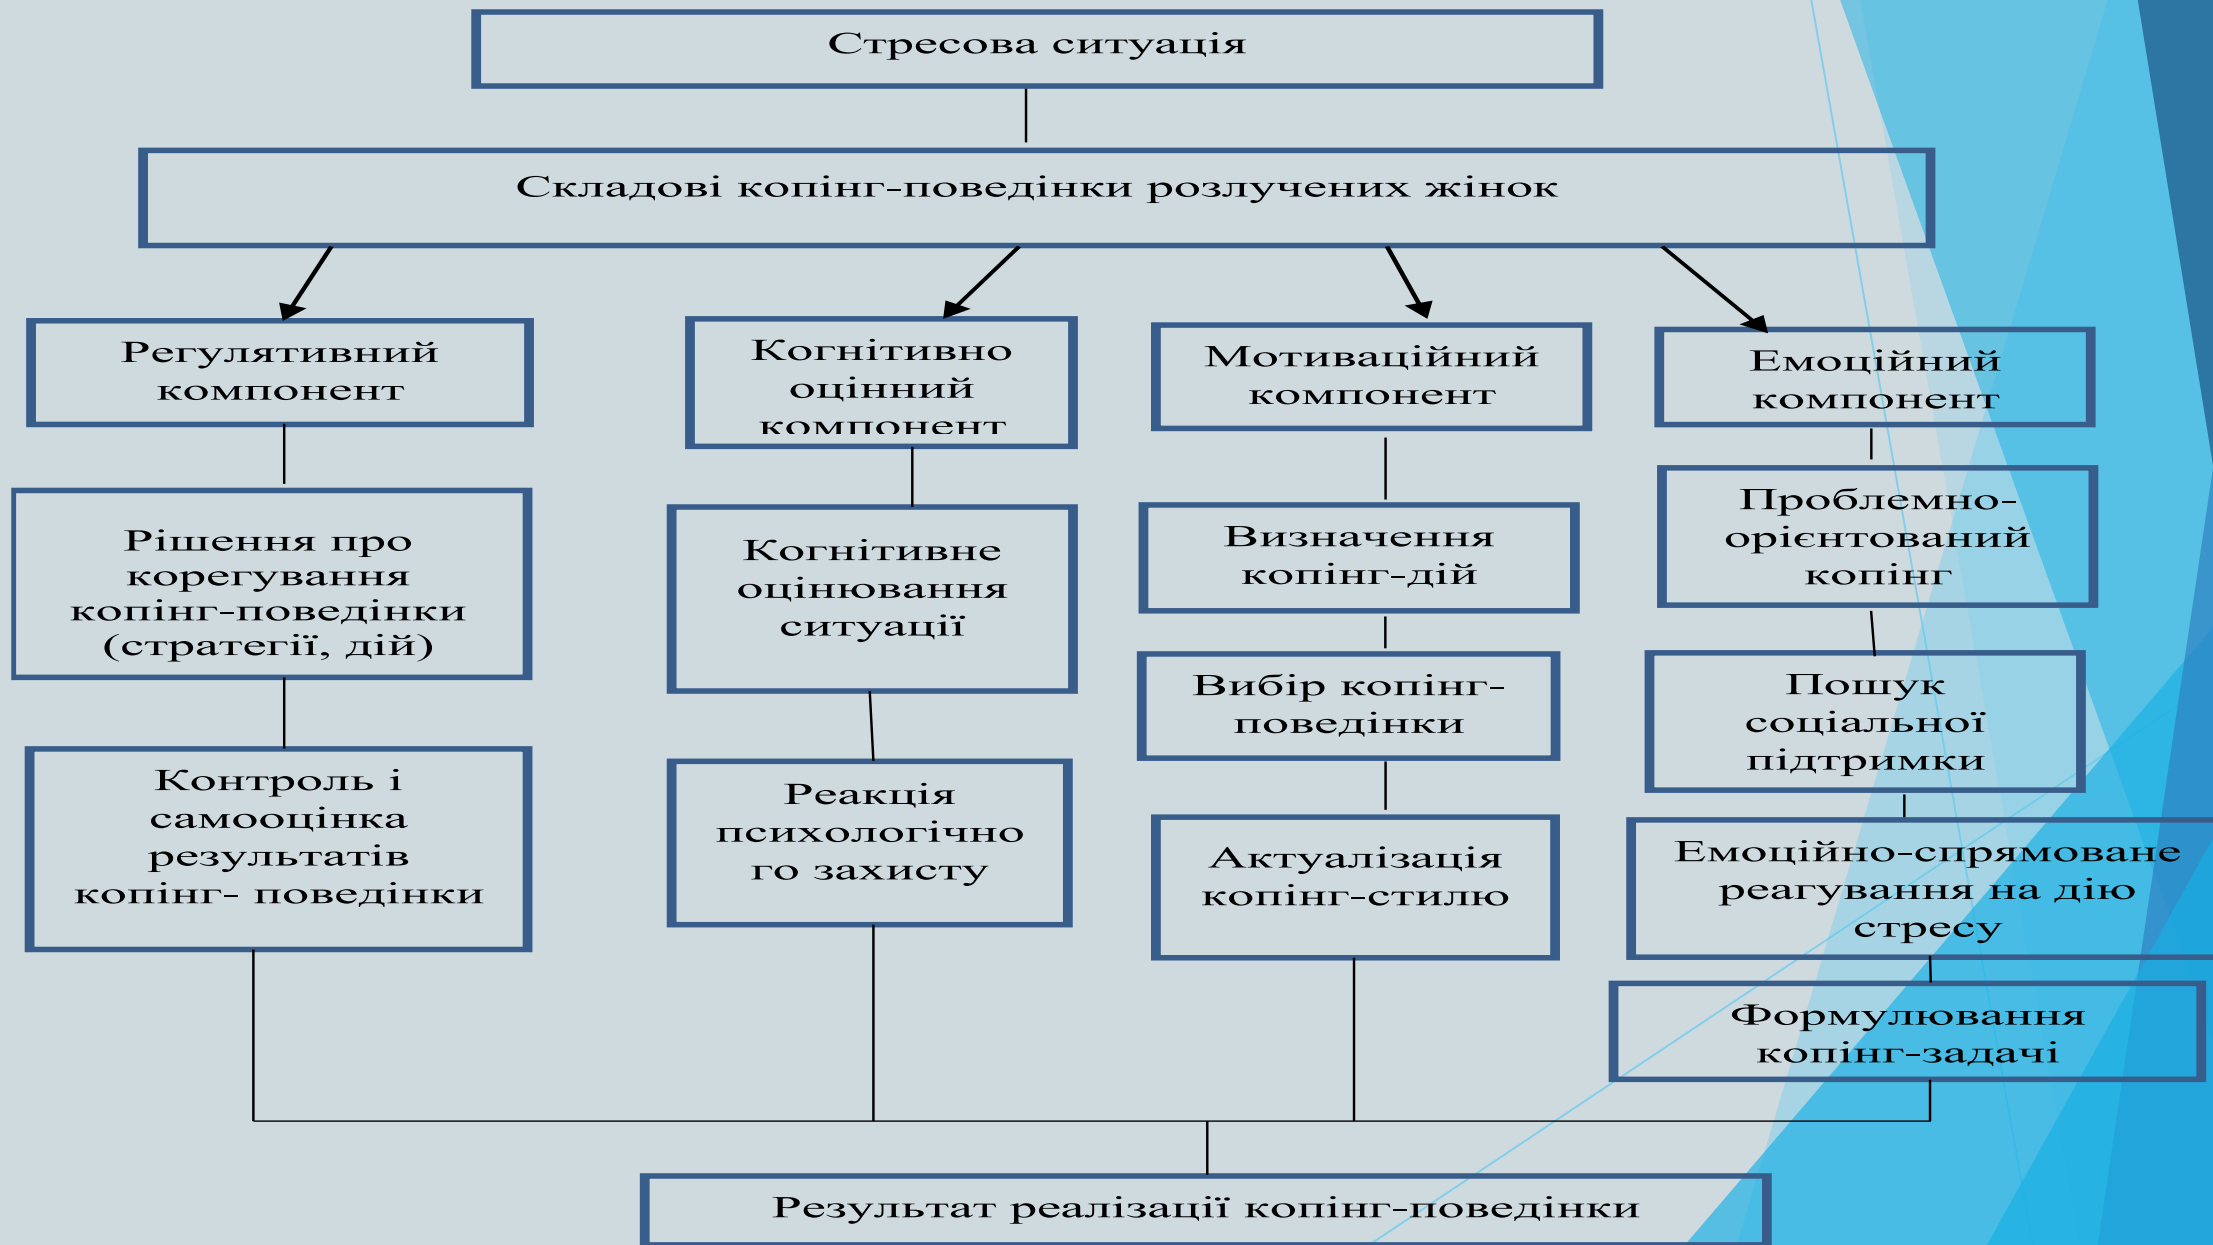 Стресова ситуація
Складові копінг-поведінки розлучених жінок
Регулятивний
компонент
Рішення про
корегування
копінг-поведінки
(стратегії, дій)
Контроль і
самооцінка
результатів
копінг- поведінки
Когнітивно
оцінний
компонент
Когнітивне
оцінювання
ситуації
Реакція
психологічно
го захисту
Мотиваційний
компонент
Визначення
копінг-дій
Вибір копінг-
поведінки
Актуалізація
копінг-стилю
Емоційний
компонент
Проблемно-
орієнтований
копінг
Пошук
соціальної
підтримки
Емоційно-спрямоване
реагування на дію
стресу
Формулювання
копінг-задачі
Результат реалізації копінг-поведінки